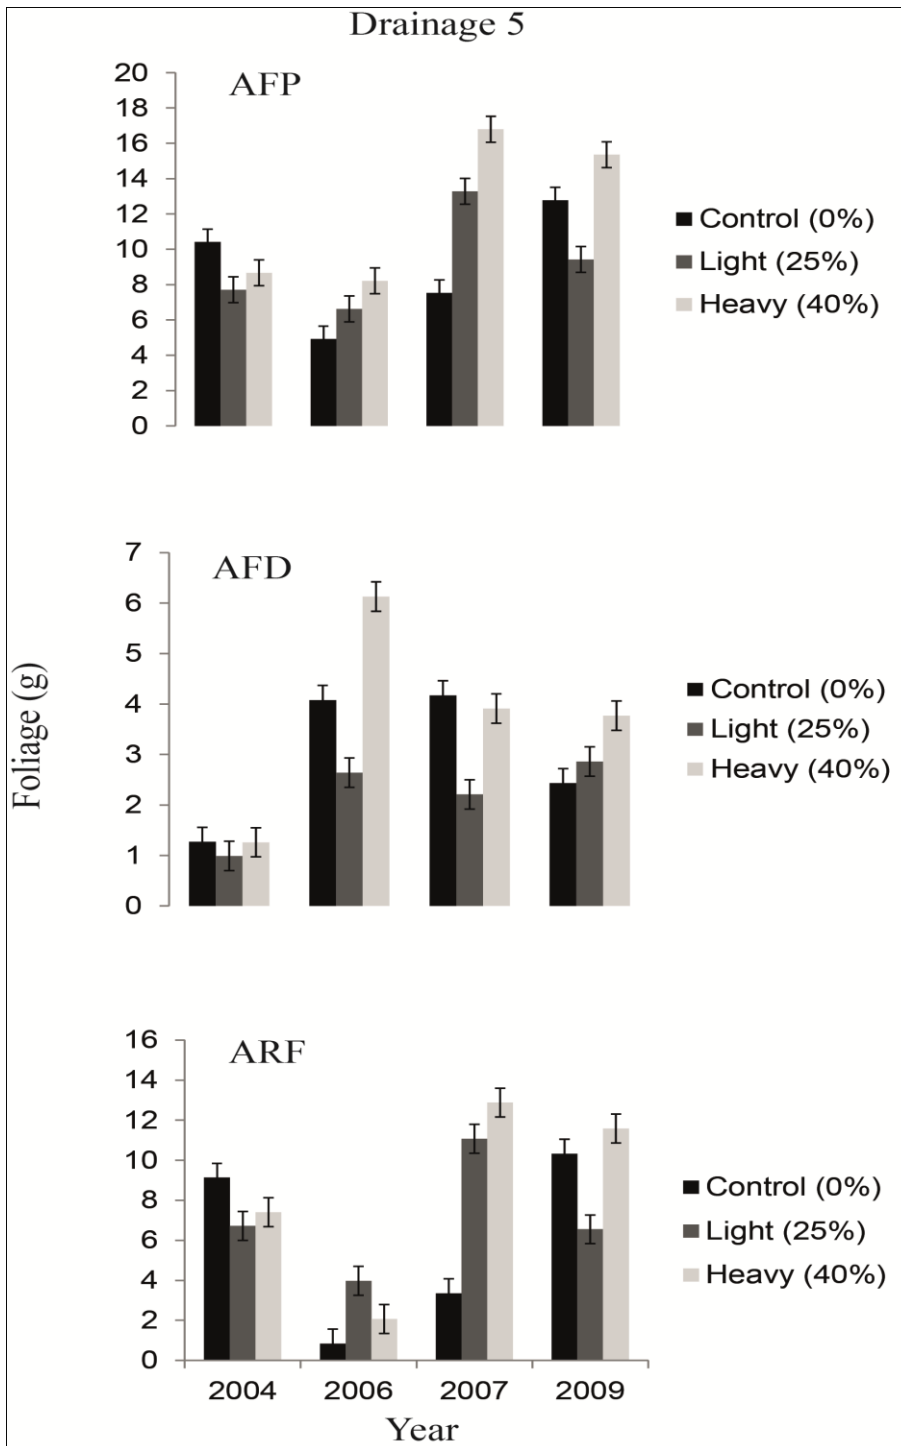 Drainage 5
AFP
20
18
16
14
12
10
8
6
4
2
0
Control (0%)
Light (25%)
Heavy (40%)
Foliage (g)
AFD
7
6
5
4
3
2
1
0
Control (0%)
Light (25%)
Heavy (40%)
ARF
16
14
12
10
8
6
4
2
0
Control (0%)
Light (25%)
Heavy (40%)
2004 2006 2007 2009
Year